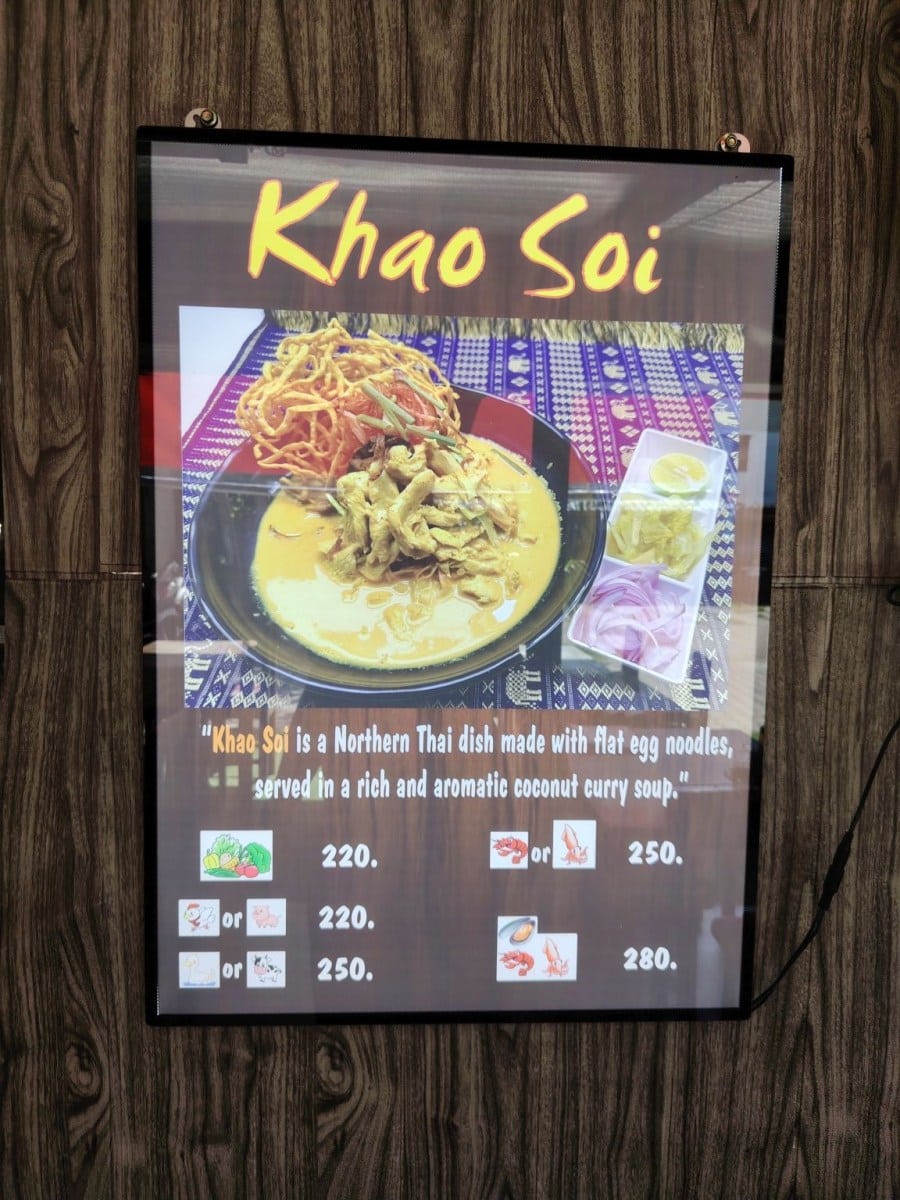 Khao Soi
"Khao Soi is a Northern Thai dish made with flat egg noodles,
served in a rich and aromatic coconut curry soup."
220.
or 220.
or 250.
or 250.
280.